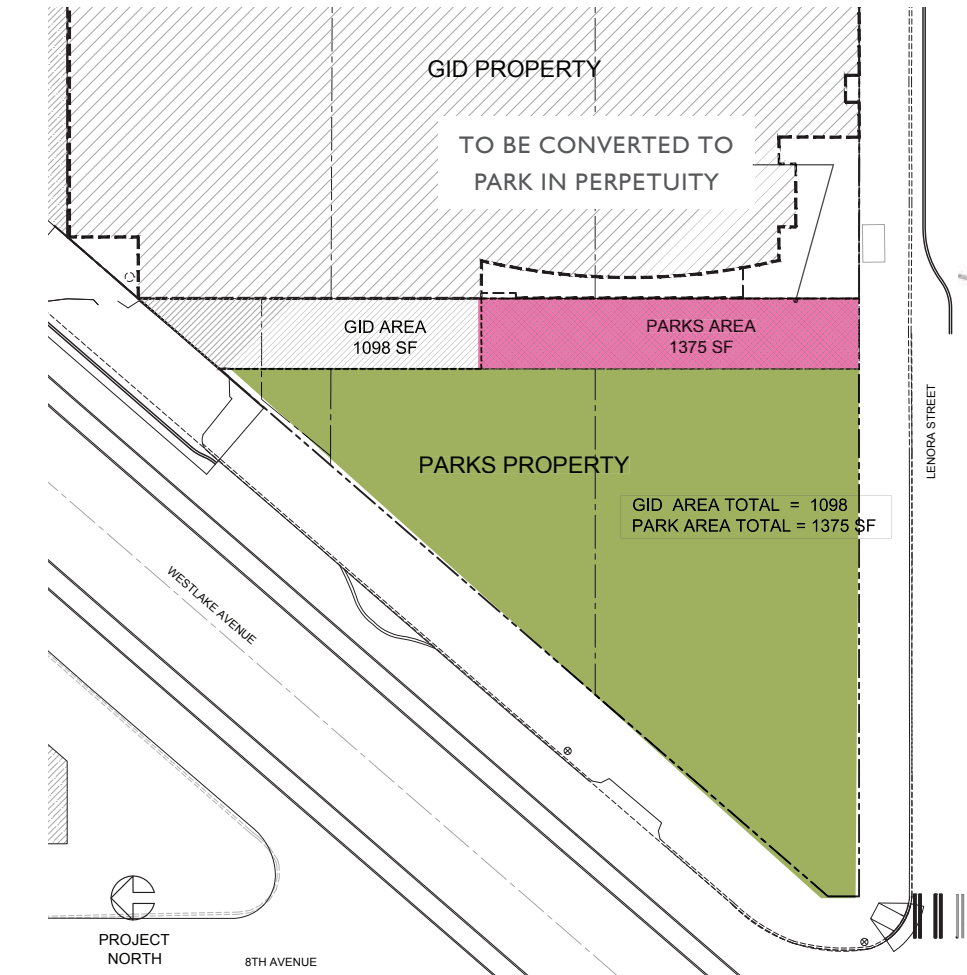 GID PROPERTY
TO BE CONVERTED TO
PARK IN PERPETUITY
GID AREA
1098 SF
PARKS AREA
1375 SF
LENORA STREET
PARKS PROPERTY
GID AREA TOTAL = 1098
PARK AREA TOTAL = 1375 SF
WESTLAKE AVENUE
PROJECT
NORTH
8TH AVENUE